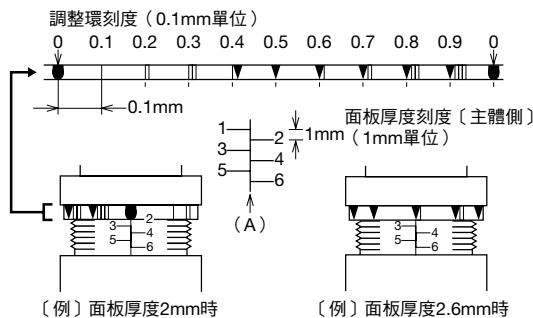 調整環刻度（0.1mm單位）
0 0.1 0.2 0.3 0.4 0.5 0.6 0.7 0.8 0.9 0
0.1mm
面板厚度刻度〔主體側〕
（1mm單位）
1mm
1
2
3
4
5
6
（A）
2
3
4
5
6
3
4
5
6
〔例〕面板厚度2mm時
〔例〕面板厚度2.6mm時